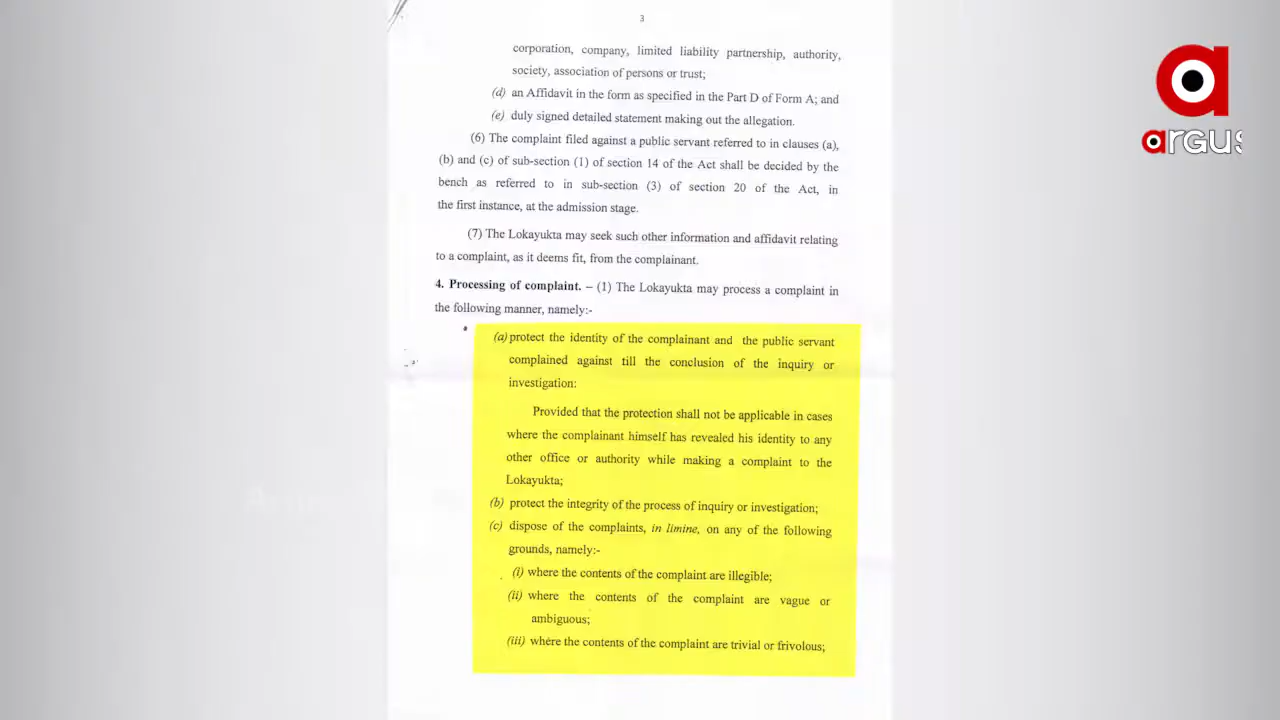 3
corporation, company, limited liability partnership, authority,
society, association of persons or trust;
(d) an Affidavit in the form as specified in the Part D of Form A; and
(e) duly signed detailed statement making out the allegation.
(6) The complaint filed against a public servant referred to in clauses (a),
(b) and (c) of sub-section (1) of section 14 of the Act shall be decided by the
bench as referred to in sub-section (3) of section 20 of the Act, in
the first instance, at the admission stage.
(7) The Lokayukta may seek such other information and affidavit relating
to a complaint, as it deems fit, from the complainant.
4. Processing of complaint. – (1) The Lokayukta may process a complaint in
the following manner, namely:-
(a) protect the identity of the complainant and the public servant
complained against till the conclusion of the inquiry or
investigation:
Provided that the protection shall not be applicable in cases
where the complainant himself has revealed his identity to any
other office or authority while making a complaint to the
Lokayukta;
(b) protect the integrity of the process of inquiry or investigation;
(c) dispose of the complaints, in limine, on any of the following
grounds, namely:-
(i) where the contents of the complaint are illegible;
(ii) where the contents of the complaint are vague or
ambiguous;
(iii) where the contents of the complaint are trivial or frivolous;
a
argus